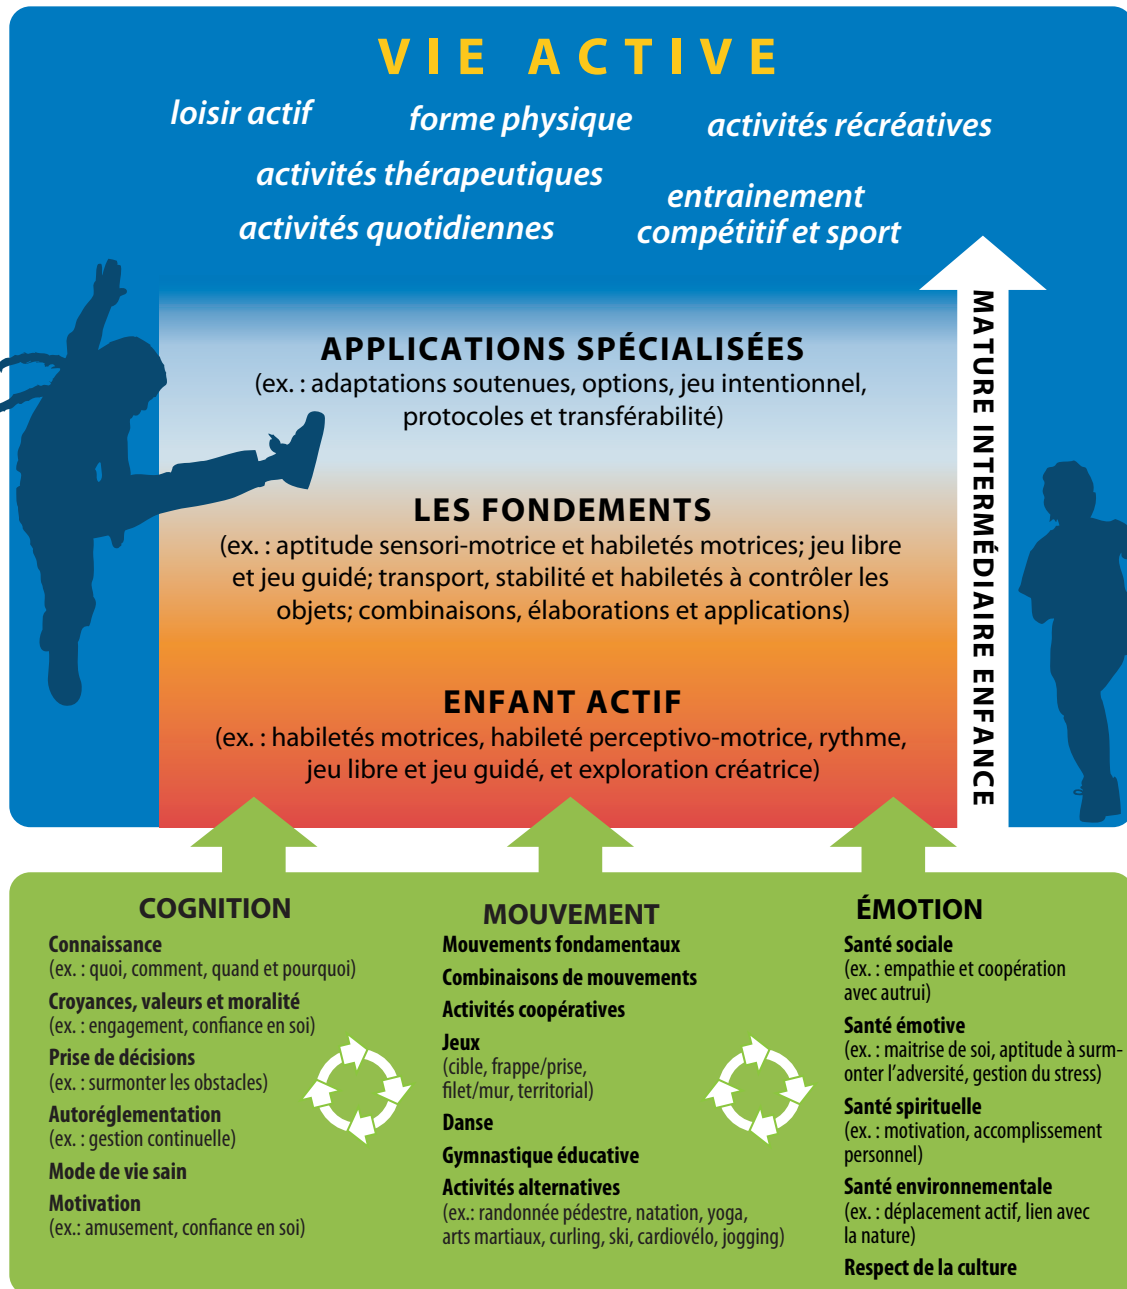 VIE ACTIVE
loisir actif
forme physique
activités récréatives
activités thérapeutiques
entrainement
compétitif et sport
activités quotidiennes
APPLICATIONS SPÉCIALISÉES
(ex. : adaptations soutenues, options, jeu intentionnel,
protocoles et transférabilité)
LES FONDEMENTS
(ex. : aptitude sensori-motrice et habiletés motrices; jeu libre
et jeu guidé; transport, stabilité et habiletés à contrôler les
objets; combinaisons, élaborations et applications)
ENFANT ACTIF
(ex. : habiletés motrices, habileté perceptivo-motrice, rythme,
jeu libre et jeu guidé, et exploration créatrice)
MATURE INTERMÉDIAIRE ENFANCE
COGNITION
Connaissance
(ex. : quoi, comment, quand et pourquoi)
Croyances, valeurs et moralité
(ex. : engagement, confiance en soi)
Prise de décisions
(ex. : surmonter les obstacles)
Autoréglementation
(ex. : gestion continuelle)
Mode de vie sain
Motivation
(ex.: amusement, confiance en soi)
MOUVEMENT
Mouvements fondamentaux
Combinaisons de mouvements
Activités coopératives
Jeux
(cible, frappe/prise,
filet/mur, territorial)
Danse
Gymnastique éducative
Activités alternatives
(ex.: randonnée pédestre, natation, yoga,
arts martiaux, curling, ski, cardiovélo, jogging)
ÉMOTION
Santé sociale
(ex. : empathie et coopération
avec autrui)
Santé émotive
(ex. : maitrise de soi, aptitude à surm-
onter l'adversité, gestion du stress)
Santé spirituelle
(ex. : motivation, accomplissement
personnel)
Santé environnementale
(ex. : déplacement actif, lien avec
la nature)
Respect de la culture